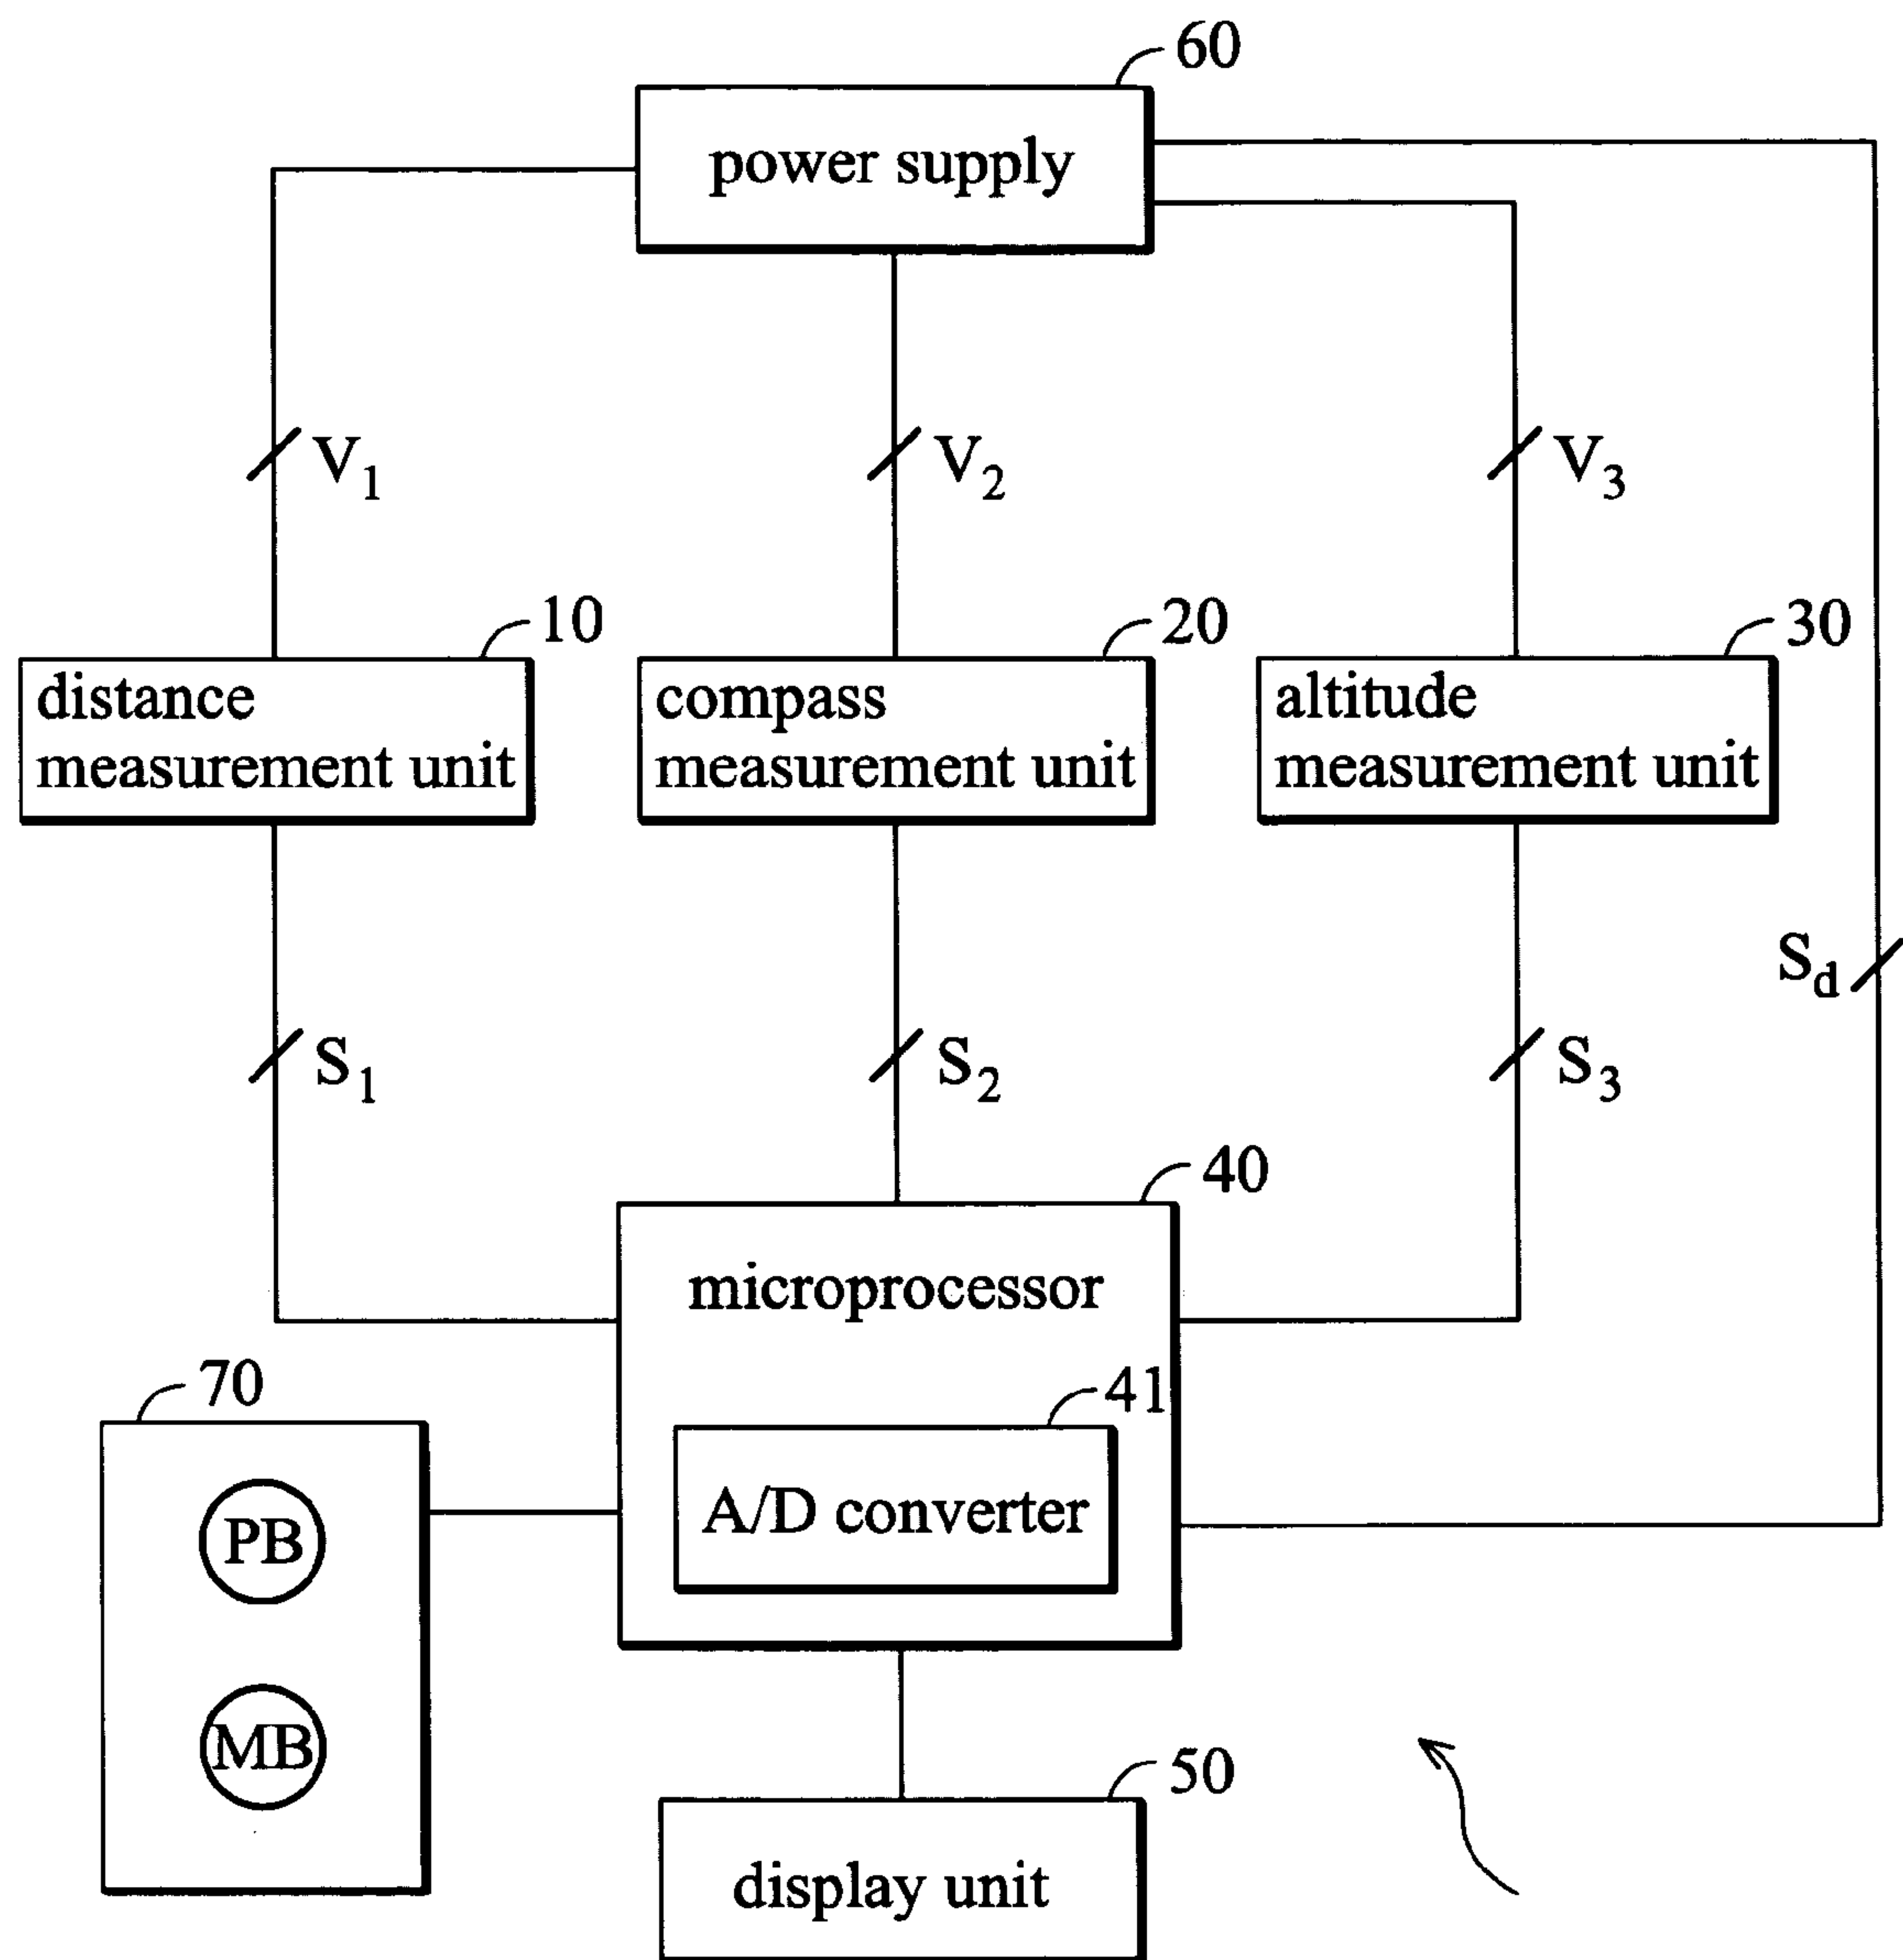 60
power supply
V1
V2
V3
10
20
30
distance
measurement unit
compass
measurement unit
altitude
measurement unit
Sd
S1
S2
S3
40
microprocessor
70
41
A/D converter
PB
MB
50
display unit